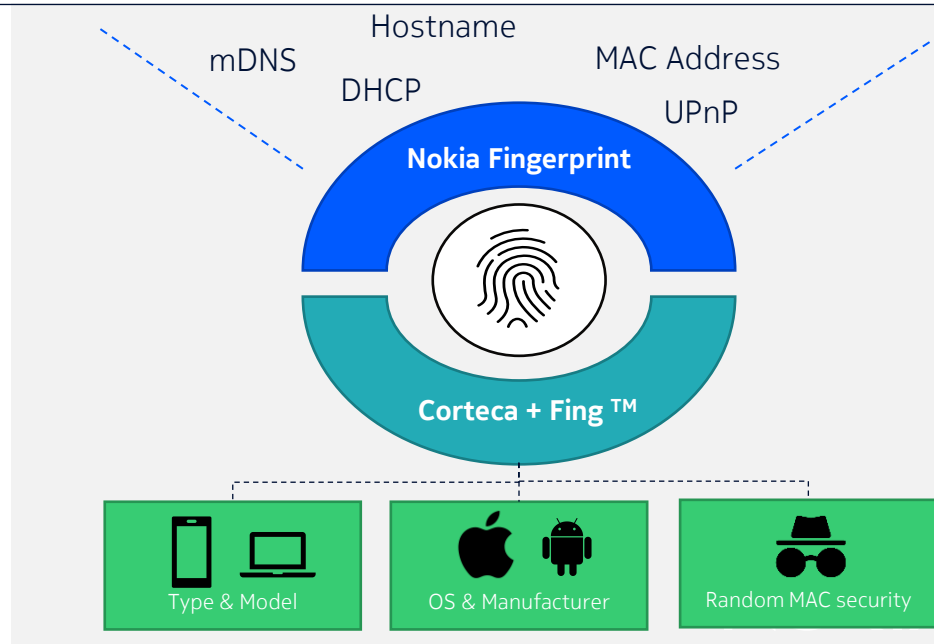 Hostname
mDNS
MAC Address
DHCP
UPnP
Nokia Fingerprint
Corteca + Fing ™
Type & Model
OS & Manufacturer
Random MAC security